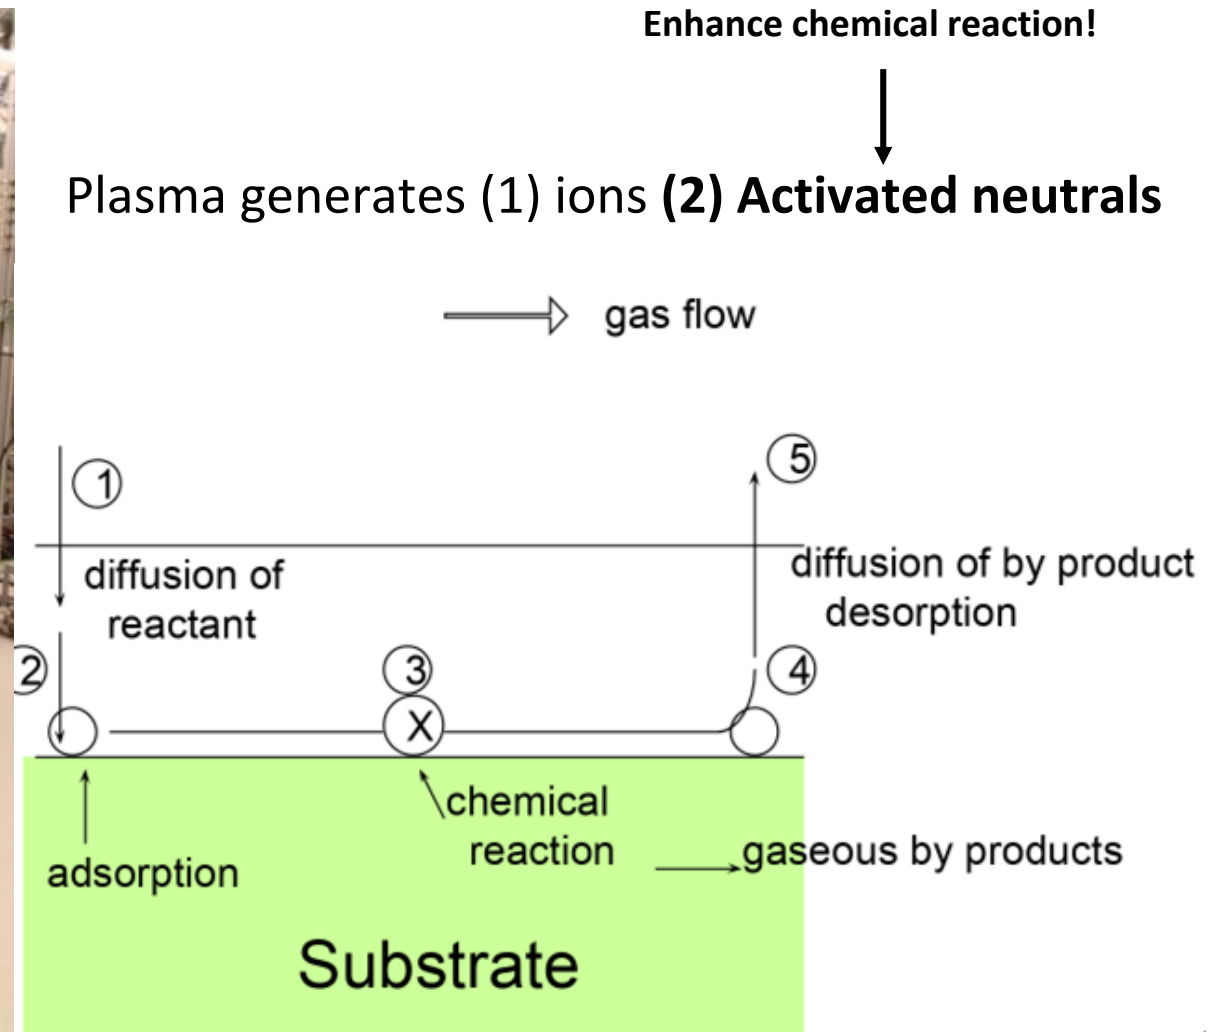 Enhance chemical reaction!
Plasma generates (1) ions (2) Activated neutrals
gas flow
1
5
diffusion of
reactant
diffusion of by product
desorption
2
3
4
X
chemical
reaction
gaseous by products
adsorption
Substrate